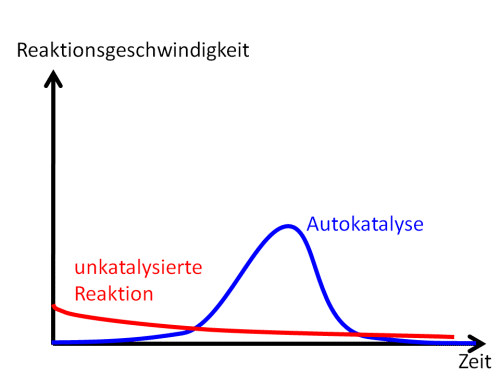 Reaktionsgeschwindigkeit
Autokatalyse
unkatalysierte
Reaktion
Zeit